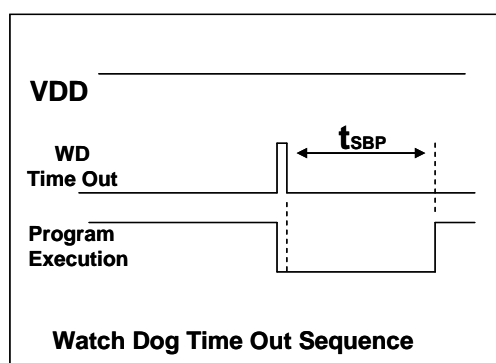 VDD
tSBP
WD
Time Out
Program
Execution
Watch Dog Time Out Sequence